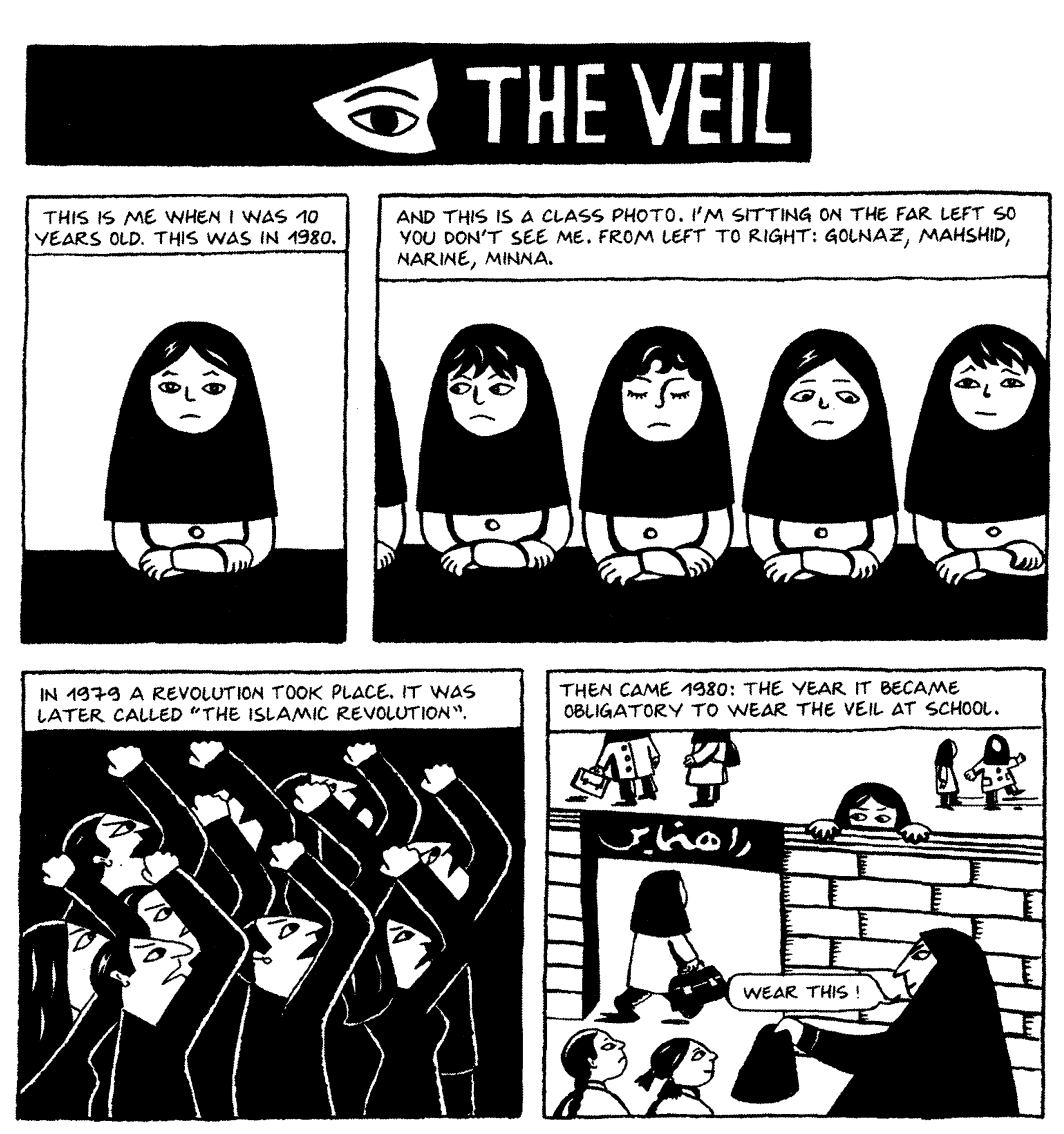 THE VEIL
THIS IS ME WHEN I WAS 10
YEARS OLD. THIS WAS IN 1980.
AND THIS IS A CLASS PHOTO. I'M SITTING ON THE FAR LEFT SO
YOU DON'T SEE ME. FROM LEFT TO RIGHT: GOLNAZ, MAHSHID,
NARINE, MINNA.
IN 1979 A REVOLUTION TOOK PLACE. IT WAS
LATER CALLED "THE ISLAMIC REVOLUTION".
THEN CAME 1980: THE YEAR IT BECAME
OBLIGATORY TO WEAR THE VEIL AT SCHOOL.
WEAR THIS!